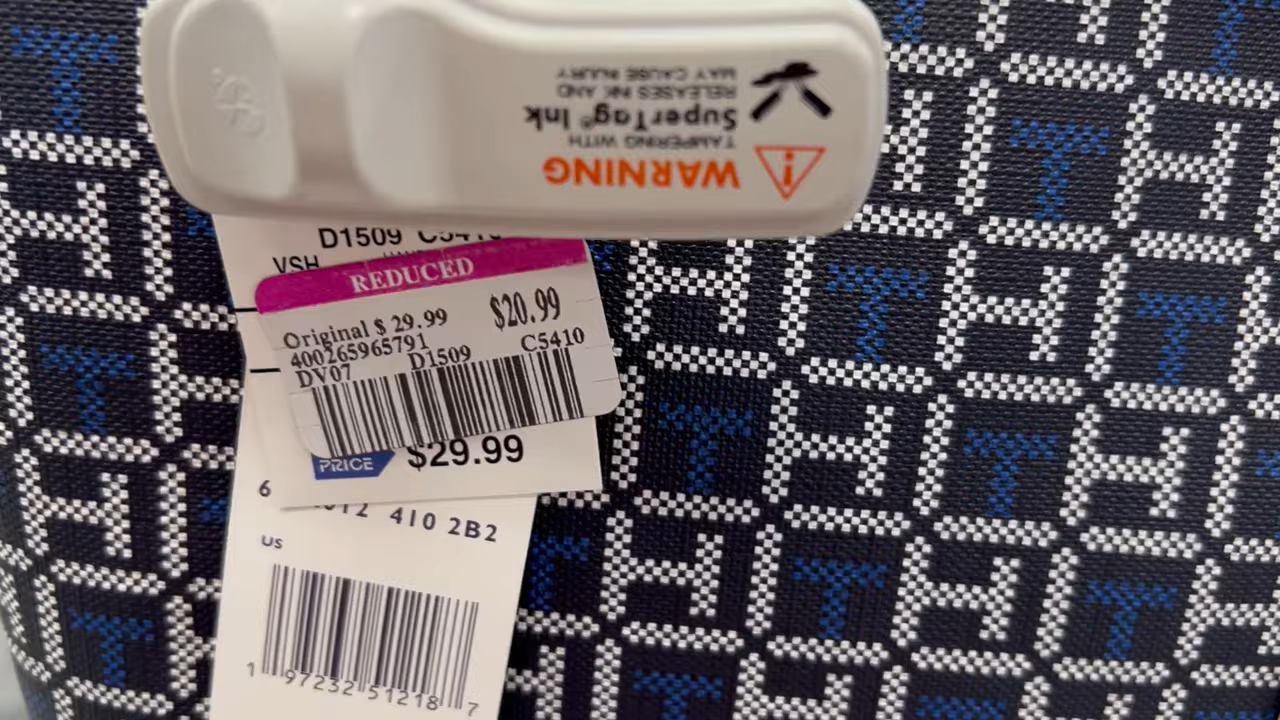 WARNING
TAMPERING WITH
SuperTag® Ink
RELEASES INK AND
MAY CAUSE INJURY
D1509 C5410
VSH
REDUCED
Original $ 29.99 $20.99
400265965791
DV07 D1509 C5410
PRICE $29.99
6
410 2B2
US
1 97232 51218 7